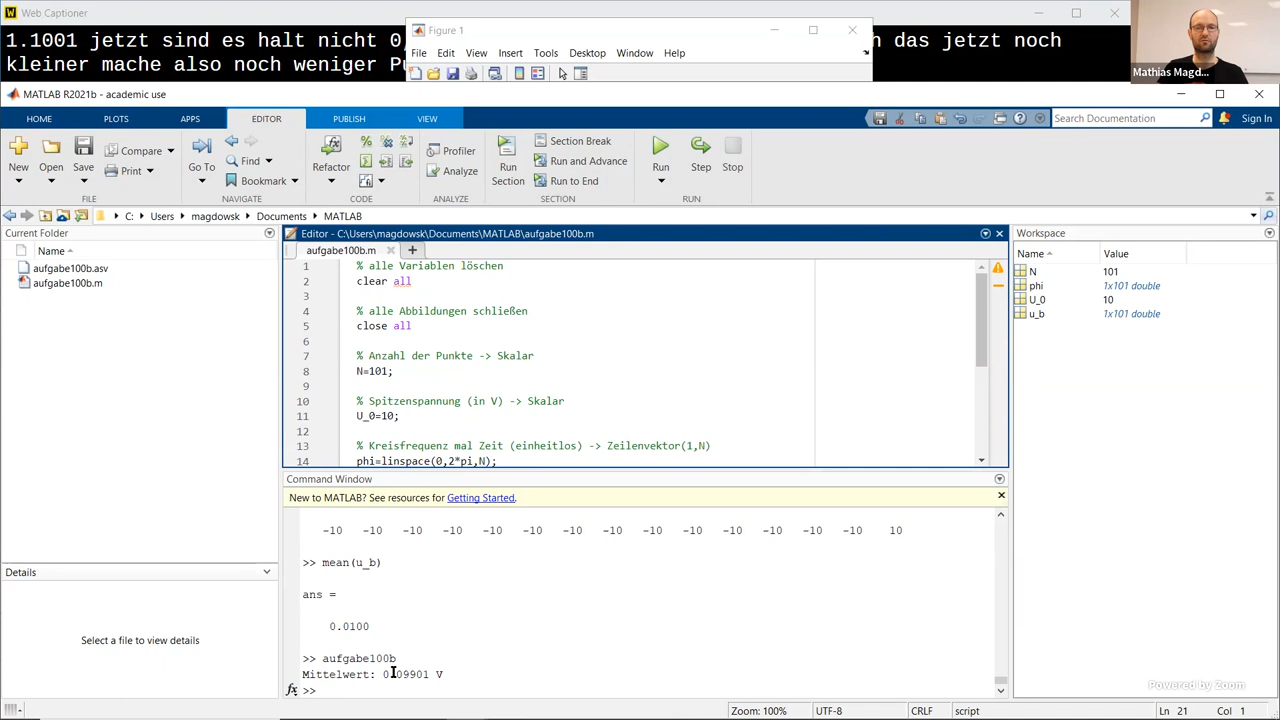 Web Captioner
1.1001 jetzt sind es halt nicht 0, das jetzt noch
kleiner mache also noch weniger Pu
Figure 1
File Edit View Insert Tools Desktop Window Help
Mathias Magd...
MATLAB R2021b - academic use
HOME PLOTS APPS EDITOR PUBLISH VIEW
Search Documentation
Sign In
New Open Save Compare Print
Go To Find Bookmark
Refactor
Profiler
Analyze
Run Section
Section Break
Run and Advance
Run to End
Run Step Stop
FILE NAVIGATE CODE ANALYZE SECTION RUN
C: Users magdowsk Documents MATLAB
Current Folder
Name
aufgabe100b.asv
aufgabe100b.m
Details
Select a file to view details
Editor - C:\Users\magdowsk\Documents\MATLAB\aufgabe100b.m
aufgabe100b.m
1 % alle Variablen löschen
2 clear all
3
4 % alle Abbildungen schließen
5 close all
6
7 % Anzahl der Punkte -> Skalar
8 N=101;
9
10 % Spitzenspannung (in V) -> Skalar
11 U_0=10;
12
13 % Kreisfrequenz mal Zeit (einheitlos) -> Zeilenvektor(1,N)
14 phi=linspace(0,2*pi,N);
Command Window
New to MATLAB? See resources for Getting Started.
-10 -10 -10 -10 -10 -10 -10 -10 -10 -10 -10 -10 -10 -10 10
>> mean(u_b)
ans =
0.0100
>> aufgabe100b
Mittelwert: 0.09901 V
fx >>
Workspace
Name Value
N 101
phi 1x101 double
U_0 10
u_b 1x101 double
Powered by Zoom
Zoom: 100% UTF-8 CRLF script Ln 21 Col 1